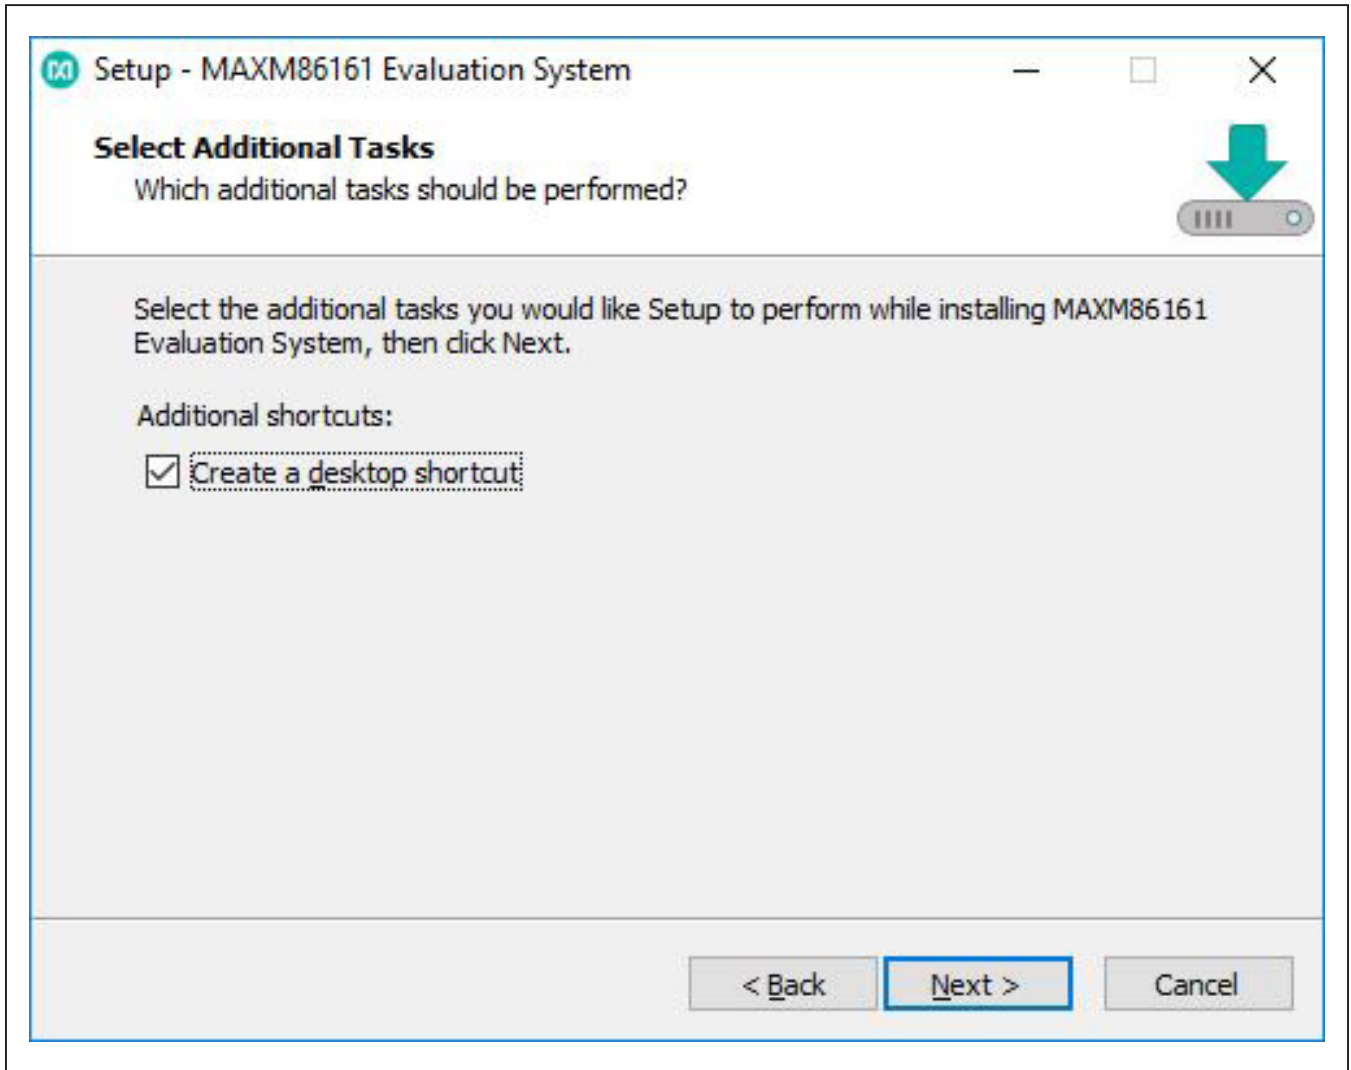 Setup - MAXM86161 Evaluation System
Select Additional Tasks
Which additional tasks should be performed?
Select the additional tasks you would like Setup to perform while installing MAXM86161
Evaluation System, then click Next.
Additional shortcuts:
Create a desktop shortcut
< Back
Next >
Cancel